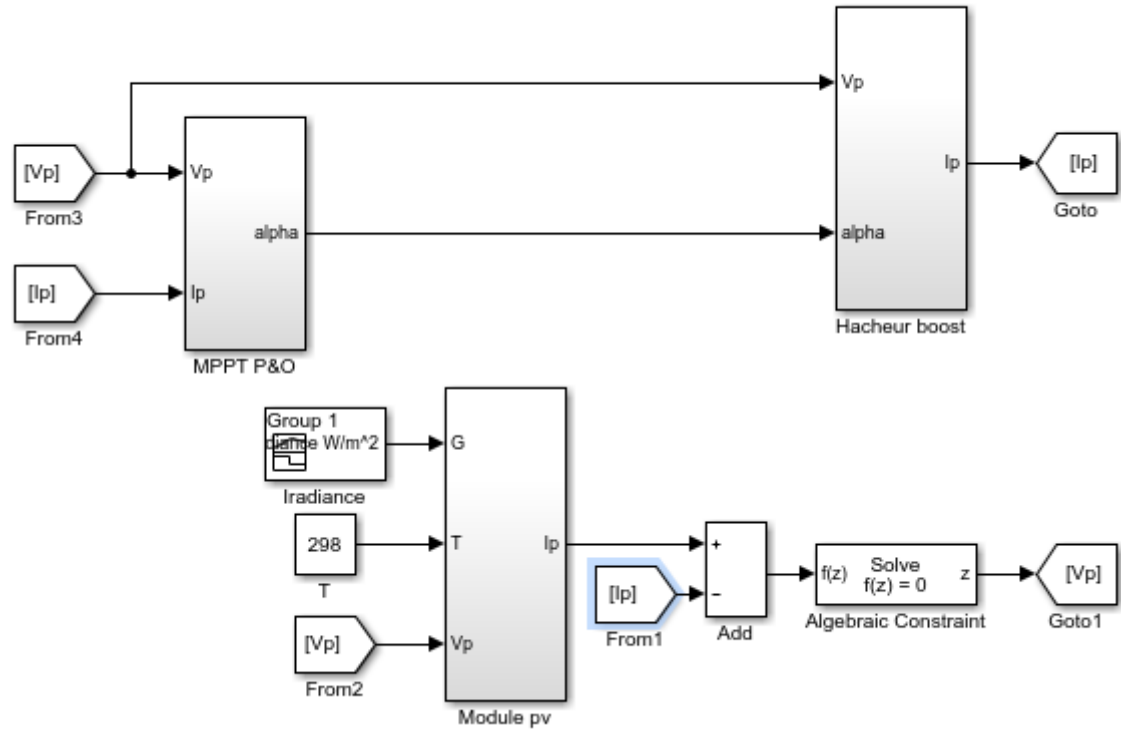 Vp
[Vp]
Vp
Ip
[Ip]
From3
Goto
alpha
alpha
[Ip]
Ip
From4
Hacheur boost
MPPT P&O
Group 1
W/m^2
G
Iradiance
298
T
Ip
+
T
[Ip]
−
f(z)
Solve
f(z) = 0
z
[Vp]
From1
Add
Algebraic Constraint
Goto1
[Vp]
Vp
From2
Module pv